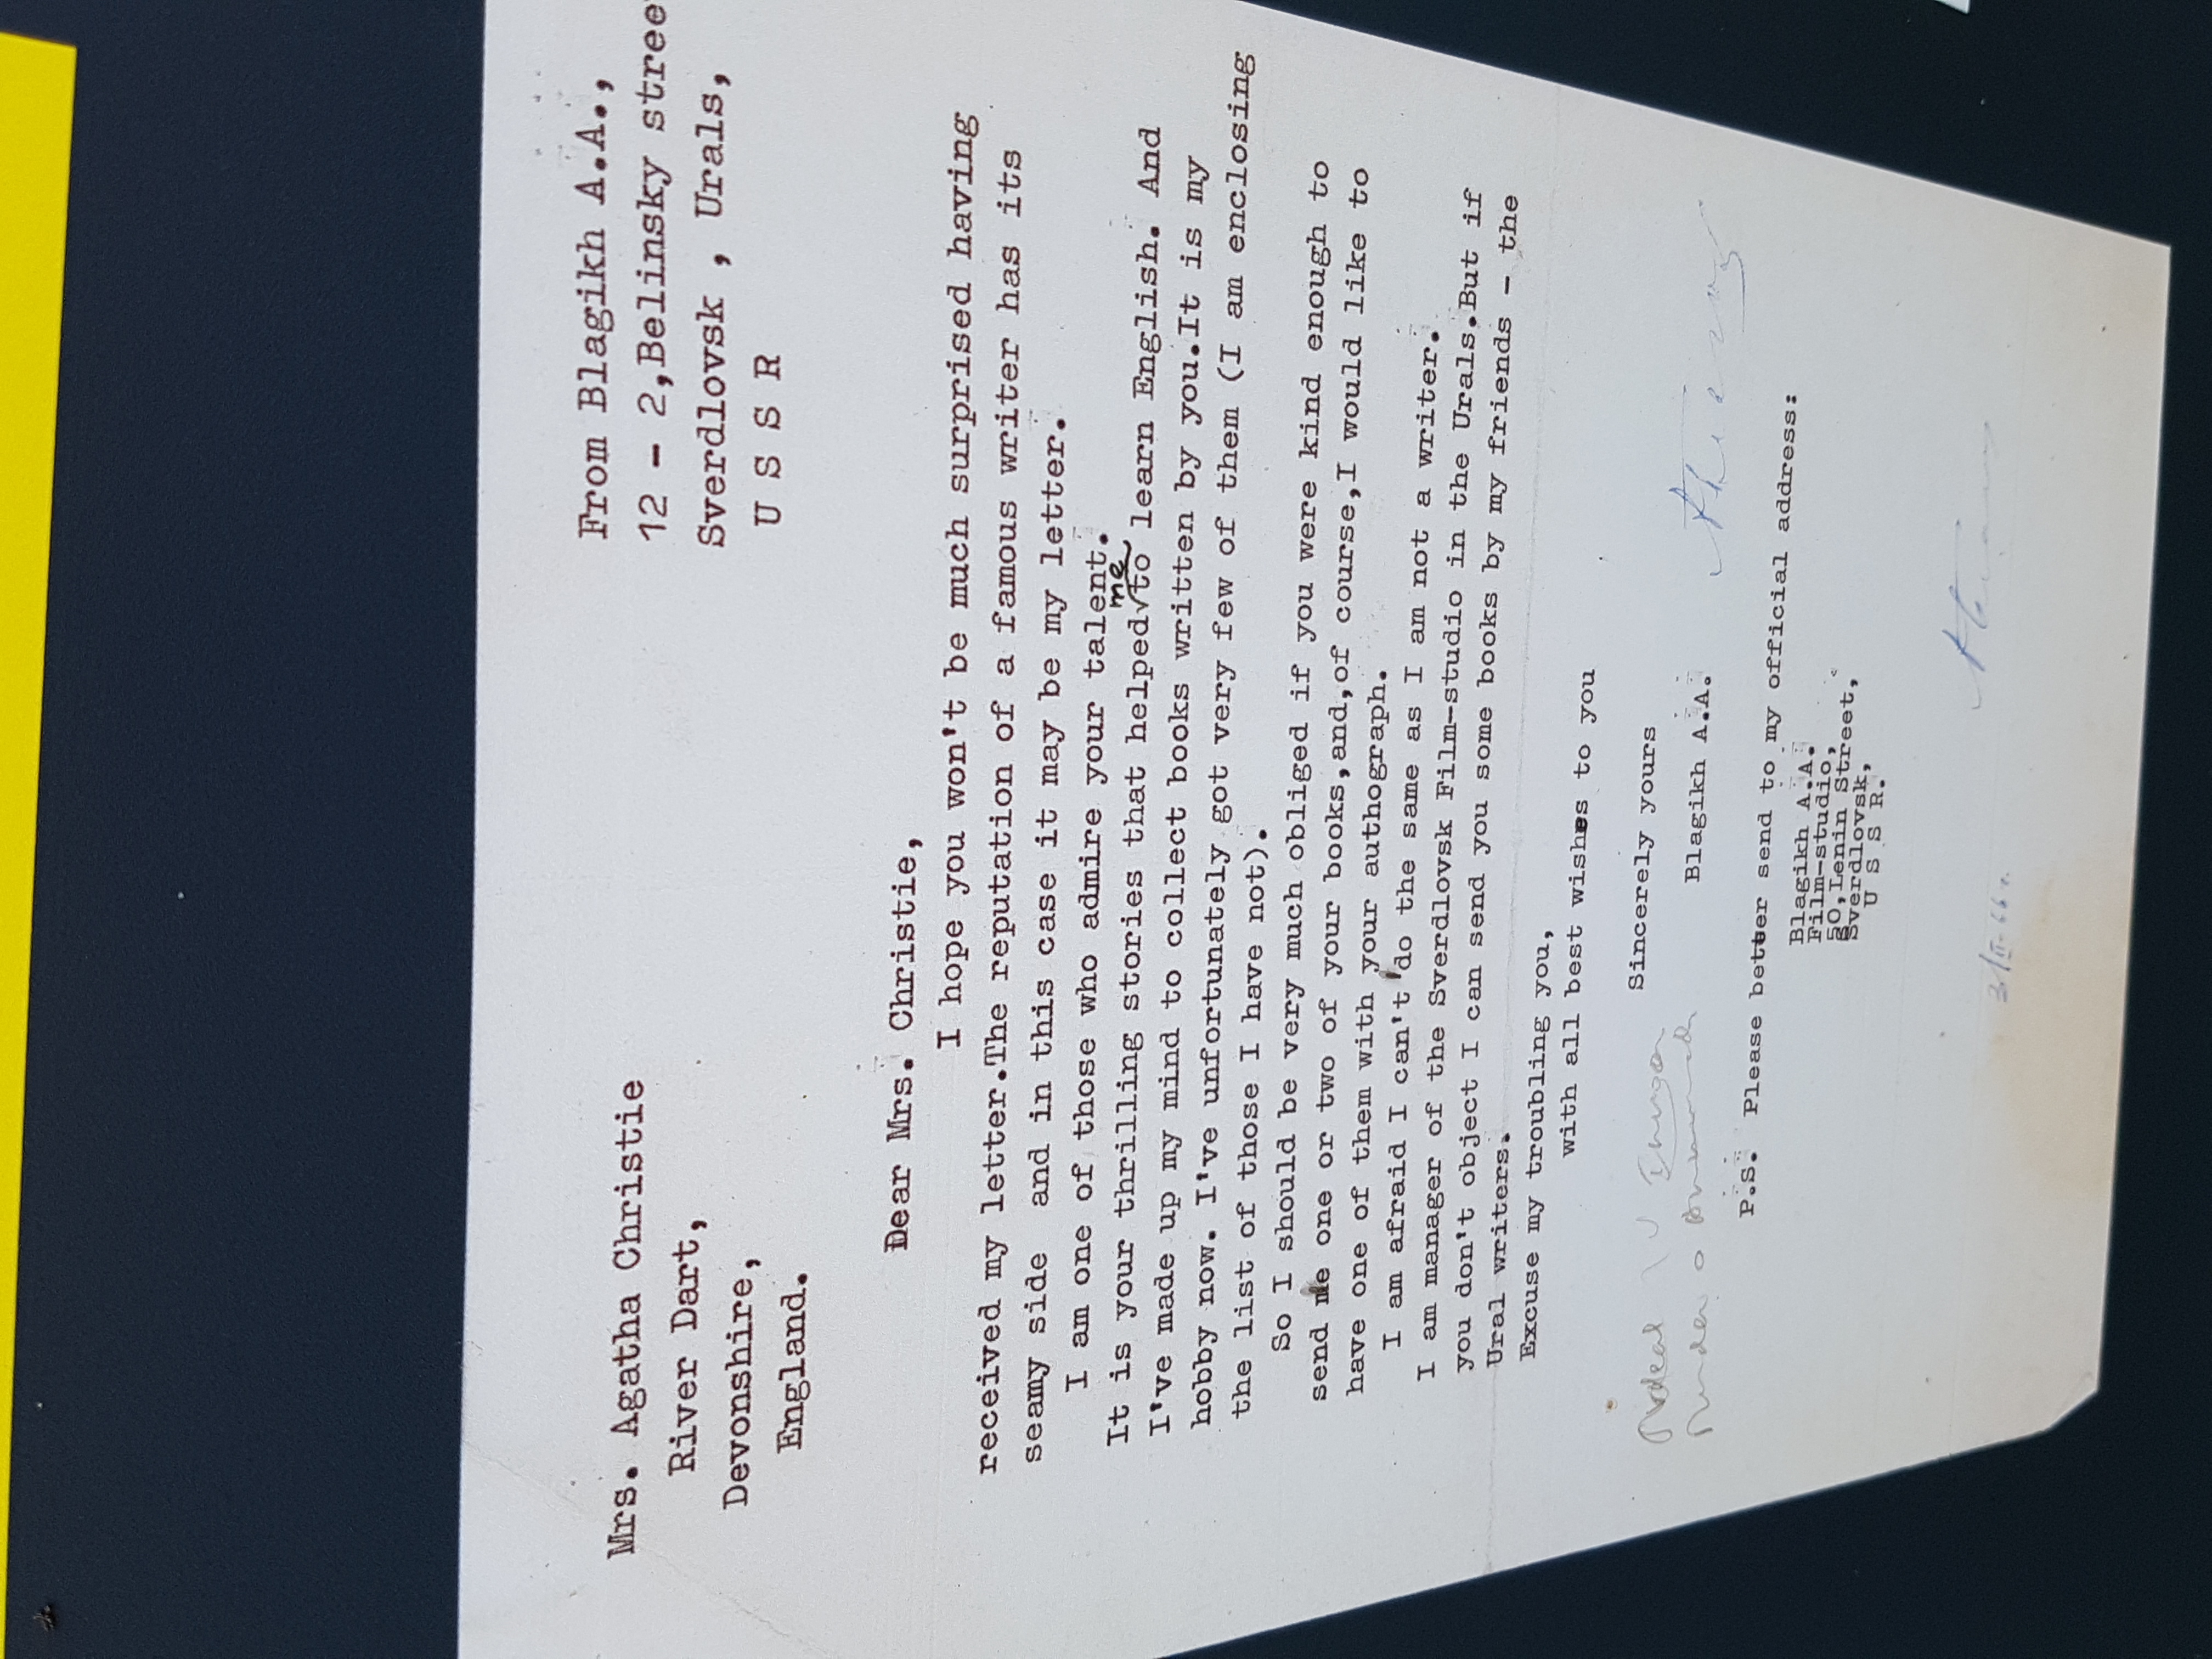 Mrs. Agatha Christie
River Dart,
Devonshire,
England.
From Blagikh A.A.,
12 - 2,Belinsky stree
Sverdlovsk , Urals,
U S S R
Dear Mrs. Christie,
I hope you won't be much surprised having
received my letter.The reputation of a famous writer has its
seamy side and in this case it may be my letter.
I am one of those who admire your talent.
It is your thrilling stories that helped me to learn English. And
I've made up my mind to collect books written by you.It is my
hobby now. I've unfortunately got very few of them (I am enclosing
the list of those I have not).
So I should be very much obliged if you were kind enough to
send me one or two of your books,and,of course,I would like to
have one of them with your authograph.
I am afraid I can't do the same as I am not a writer.
I am manager of the Sverdlovsk Film-studio in the Urals.But if
you don't object I can send you some books by my friends - the
Ural writers.
Excuse my troubling you,
with all best wishes to you
Sincerely yours
Blagikh A.A.
P.S. Please better send to my official address:
Blagikh A.A.
Film-studio,
50,Lenin Street,
Sverdlovsk,
U S S R.